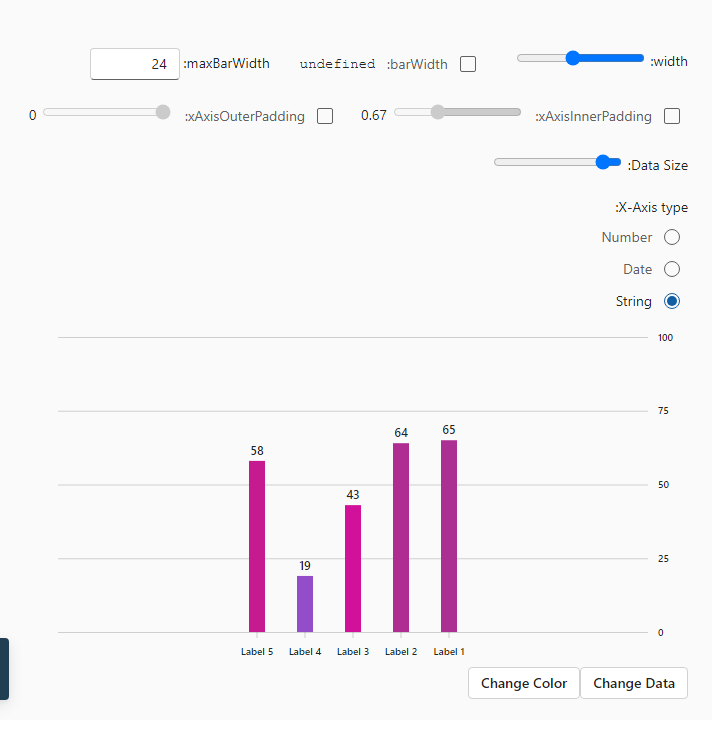 :width
:barWidth undefined
:maxBarWidth 24
:xAxisInnerPadding 0.67
:xAxisOuterPadding 0
:Data Size
:X-Axis type
Number
Date
String
100
75
50
25
0
65
64
43
19
58
Label 1
Label 2
Label 3
Label 4
Label 5
Change Data
Change Color